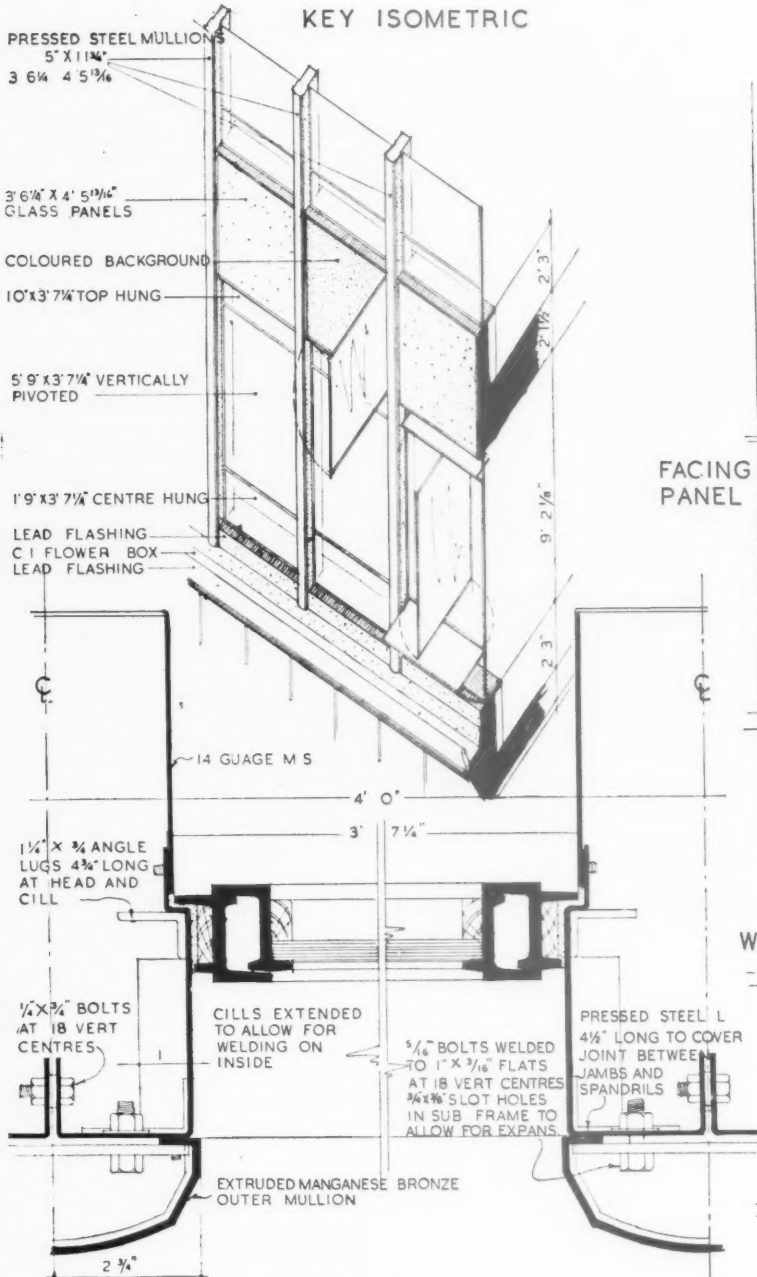 KEY ISOMETRIC
PRESSED STEEL MULLIONS
5" X 11¾"
3 6¼ 4 5 13/16
3' 6¼" X 4' 5 13/16"
GLASS PANELS
COLOURED BACKGROUND
10" X 3' 7¼" TOP HUNG
5' 9" X 3' 7¼" VERTICALLY
PIVOTED
1' 9" X 3' 7¼" CENTRE HUNG
LEAD FLASHING
C I FLOWER BOX
LEAD FLASHING
2' 3"
2' 1½"
9' 2⅛"
2 3"
FACING
PANEL
℄
℄
14 GUAGE M S
4' 0"
3' 7¼"
1¼" X ¾ ANGLE
LUGS 4¾" LONG
AT HEAD AND
CILL
W
¼" X ¾" BOLTS
AT 18 VERT
CENTRES
CILLS EXTENDED
TO ALLOW FOR
WELDING ON
INSIDE
5/16" BOLTS WELDED
TO 1" X 3/16" FLATS
AT 18 VERT CENTRES
¾" X ⅞" SLOT HOLES
IN SUB FRAME TO
ALLOW FOR EXPANS.
PRESSED STEEL L
4½" LONG TO COVER
JOINT BETWEEN
JAMBS AND
SPANDRILS
EXTRUDED MANGANESE BRONZE
OUTER MULLION
2 ¾"